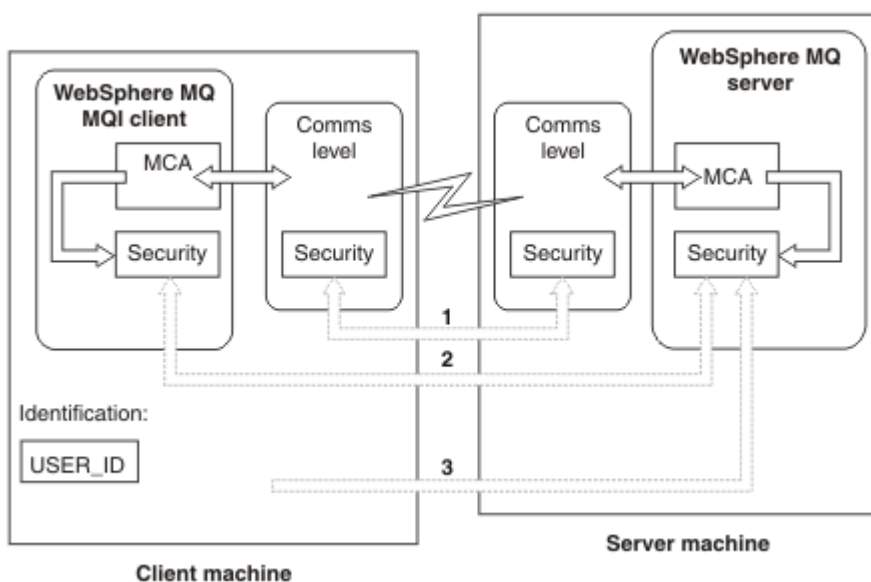 WebSphere MQ
MQI client
MCA
Security
Comms
level
Security
Comms
level
Security
WebSphere MQ
server
MCA
Security
1
2
3
Identification:
USER_ID
Client machine
Server machine